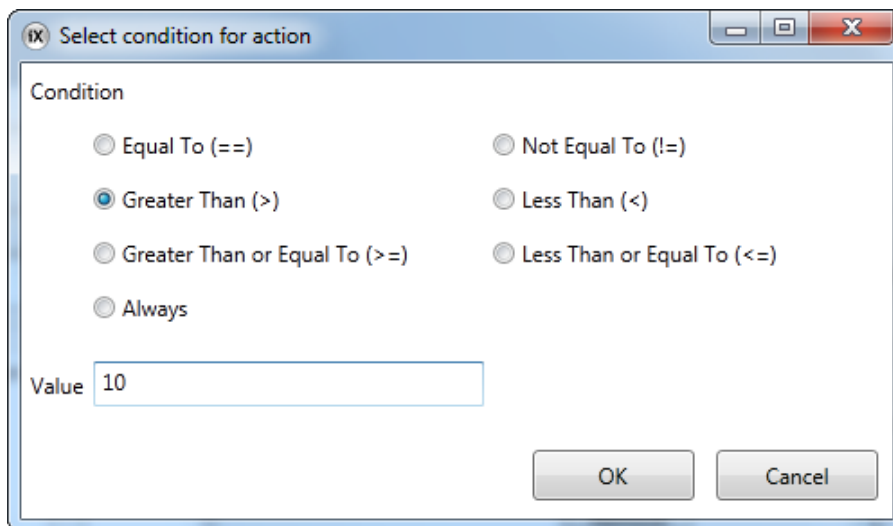 iX Select condition for action
Condition
Equal To (==) Not Equal To (!=)
Greater Than (>) Less Than (<)
Greater Than or Equal To (>=) Less Than or Equal To (<=)
Always
Value 10
OK Cancel